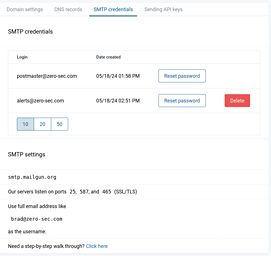 Domain settings DNS records SMTP credentials Sending API keys
SMTP credentials
Login Date created
postmaster@zero-sec.com 05/18/24 01:58 PM Reset password
alerts@zero-sec.com 05/18/24 02:51 PM Reset password Delete
10 20 50
SMTP settings
smtp.mailgun.org
Our servers listen on ports 25, 587, and 465 (SSL/TLS)
Use full email address like
brad@zero-sec.com
as the username.
Need a step-by-step walk through? Click here